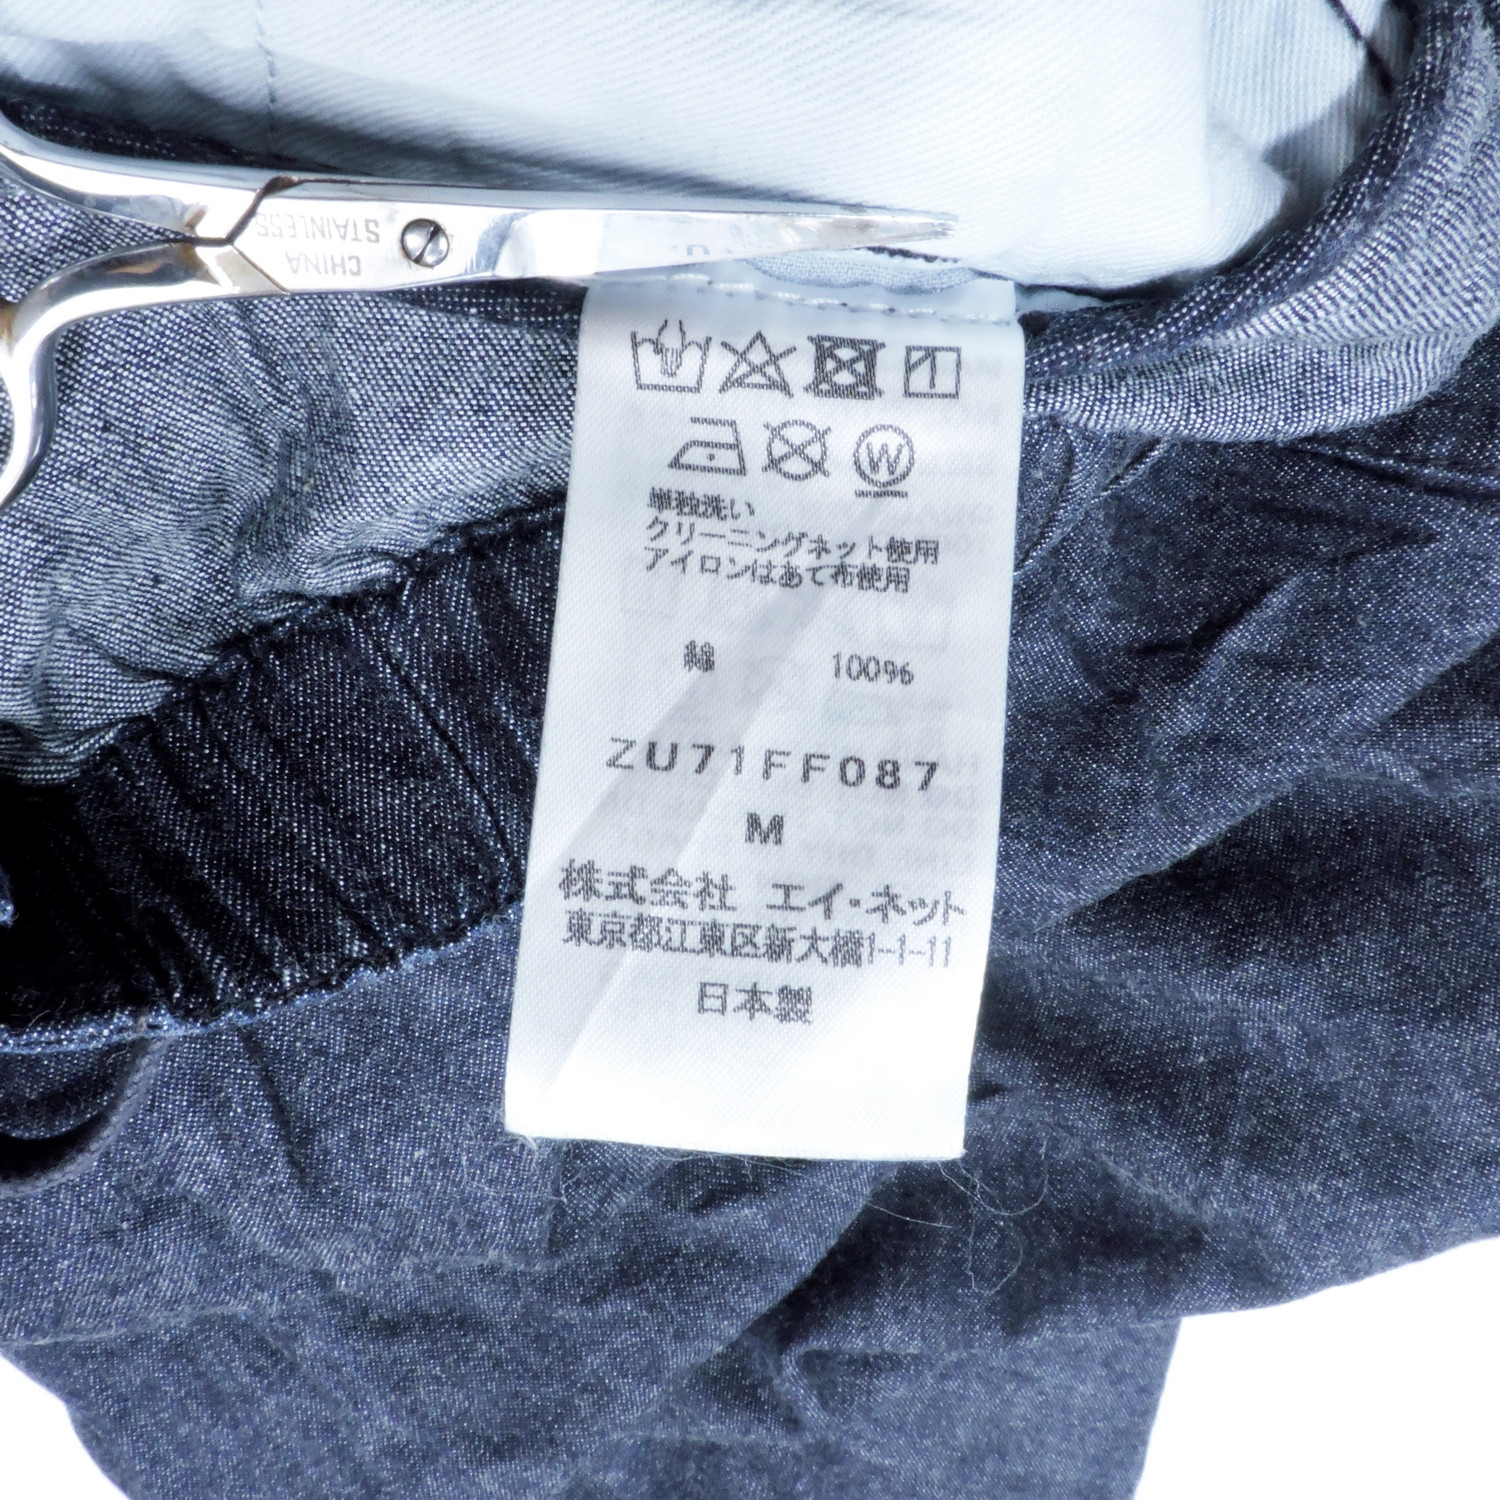 CHINA
STAINLESS
W
単独洗い
クリーニングネット使用
アイロンはあて布使用
綿 100%
ZU71FF087
M
株式会社 エイ・ネット
東京都江東区新大橋1-1-11
日本製